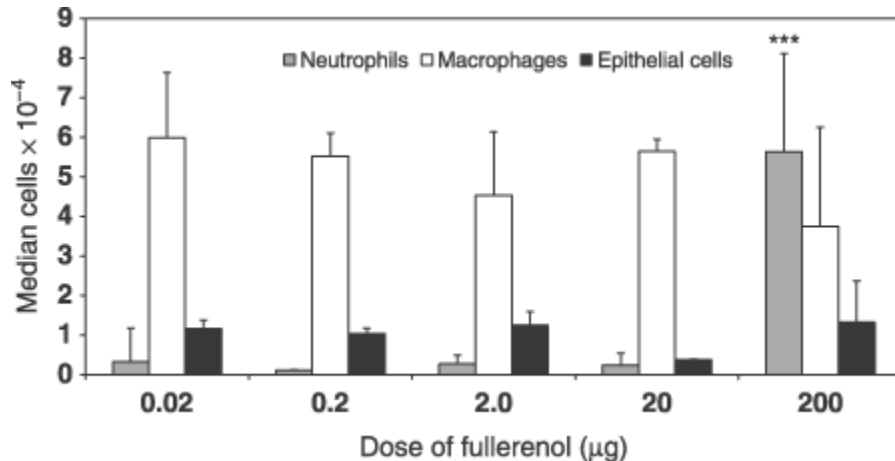 9
8
7
6
5
4
3
2
1
0
Median cells × 10⁻⁴
***
Neutrophils Macrophages Epithelial cells
0.02 0.2 2.0 20 200
Dose of fullerenol (μg)